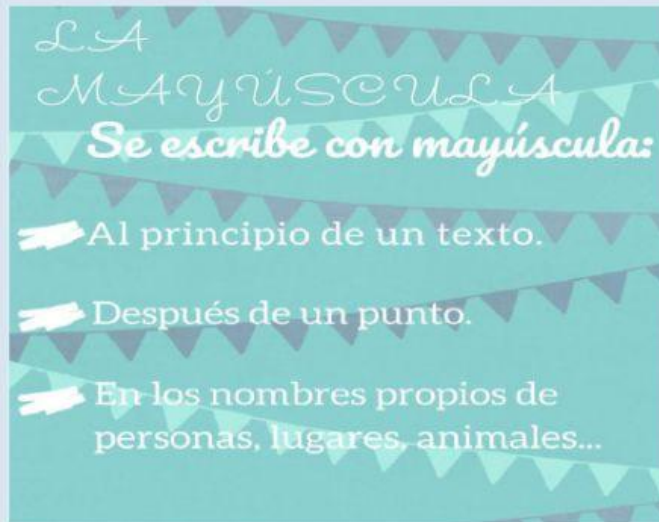 LA
MAYÚSCULA
Se escribe con mayúscula:
Al principio de un texto.
Después de un punto.
En los nombres propios de
personas, lugares, animales...